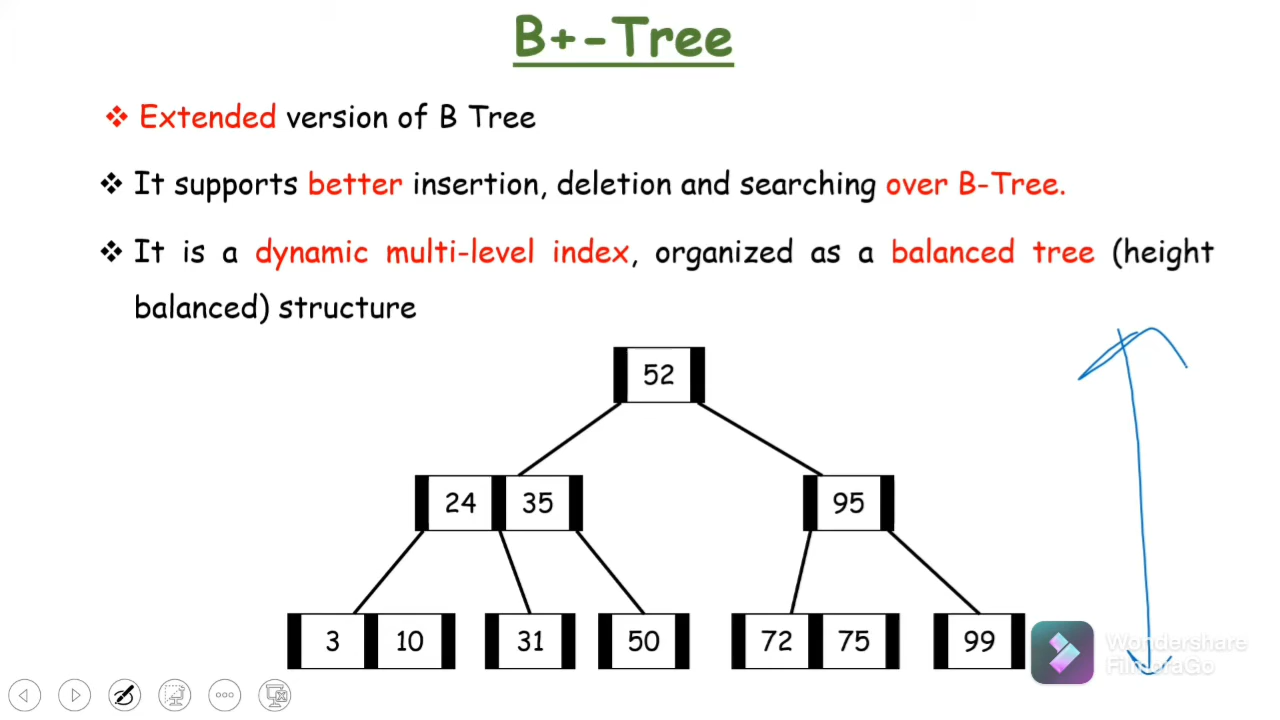 B+-Tree
❖ Extended version of B Tree
❖ It supports better insertion, deletion and searching over B-Tree.
❖ It is a dynamic multi-level index, organized as a balanced tree (height
balanced) structure
52
24 35 95
3 10 31 50 72 75 99
Wondershare
FilmoraGo